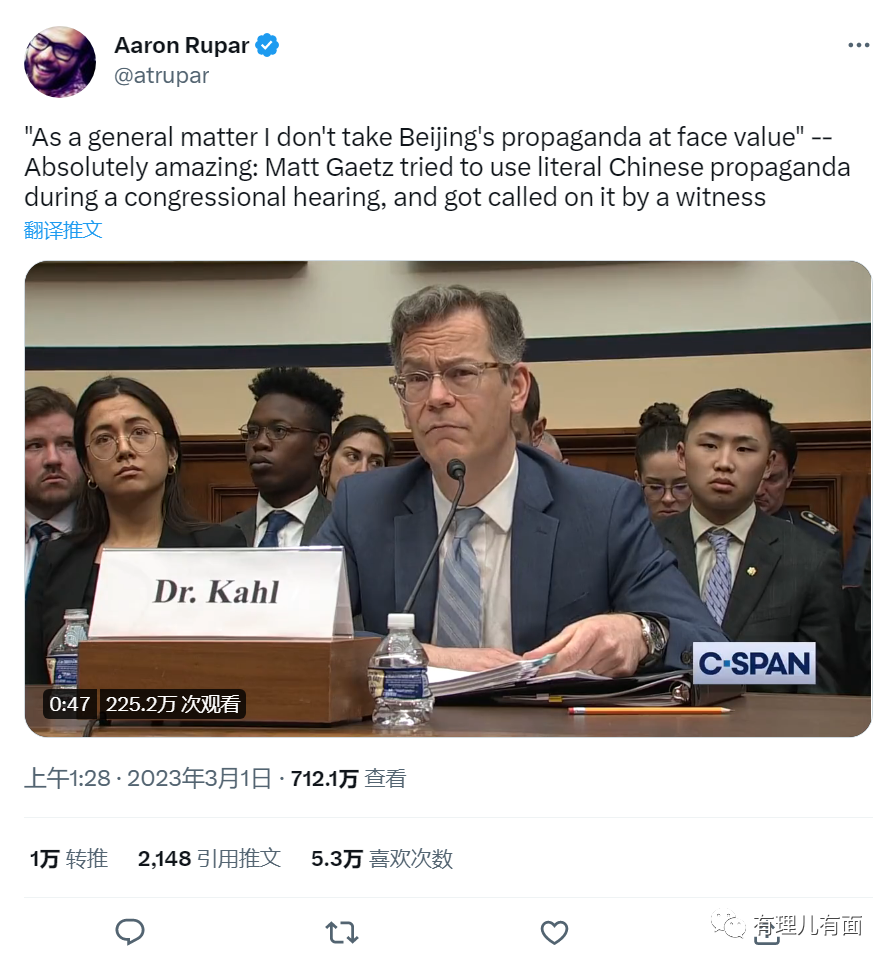 Aaron Rupar
@atrupar
"As a general matter I don't take Beijing's propaganda at face value" --
Absolutely amazing: Matt Gaetz tried to use literal Chinese propaganda
during a congressional hearing, and got called on it by a witness
翻译推文
Dr. Kahl
C-SPAN
0:47 225.2万 次观看
上午1:28 · 2023年3月1日 · 712.1万 查看
1万 转推 2,148 引用推文 5.3万 喜欢次数
有理儿有面